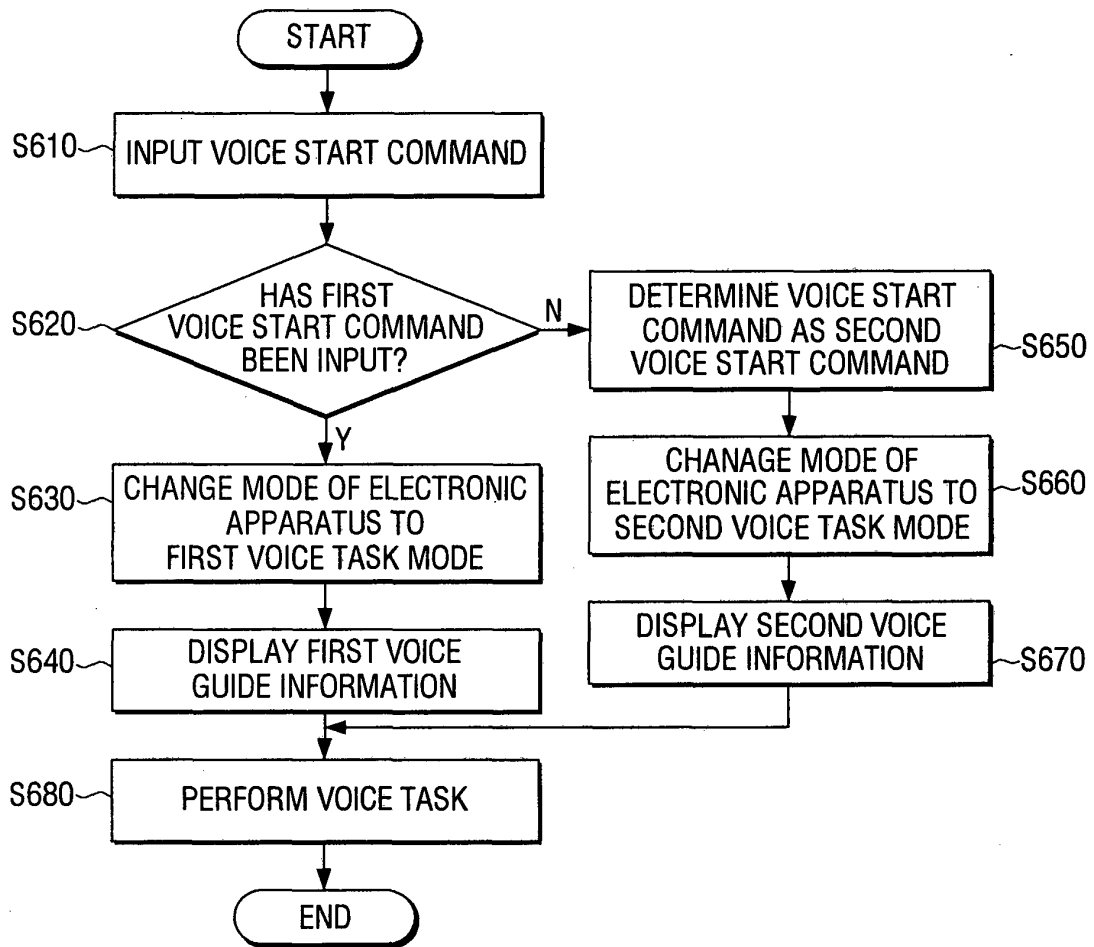 START
S610
INPUT VOICE START COMMAND
S620
HAS FIRST
VOICE START COMMAND
BEEN INPUT?
N
Y
DETERMINE VOICE START
COMMAND AS SECOND
VOICE START COMMAND
S650
S630
CHANGE MODE OF ELECTRONIC
APPARATUS TO
FIRST VOICE TASK MODE
CHANAGE MODE OF
ELECTRONIC APPARATUS TO
SECOND VOICE TASK MODE
S660
S640
DISPLAY FIRST VOICE
GUIDE INFORMATION
DISPLAY SECOND VOICE
GUIDE INFORMATION
S670
S680
PERFORM VOICE TASK
END